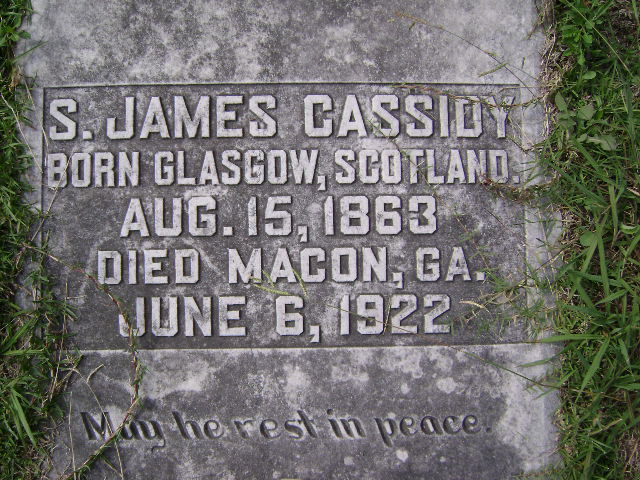 S. JAMES CASSIDY
BORN GLASGOW, SCOTLAND.
AUG. 15, 1863
DIED MACON, GA.
JUNE 6, 1922
May he rest in peace.